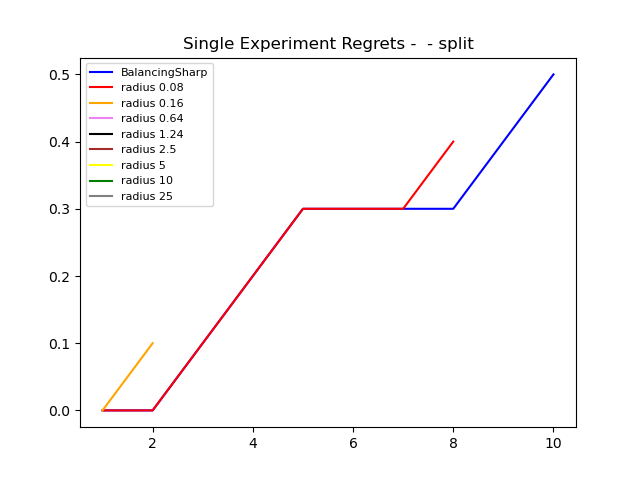 Single Experiment Regrets -  - split
BalancingSharp
radius 0.08
radius 0.16
radius 0.64
radius 1.24
radius 2.5
radius 5
radius 10
radius 25
0.5
0.4
0.3
0.2
0.1
0.0
2 4 6 8 10